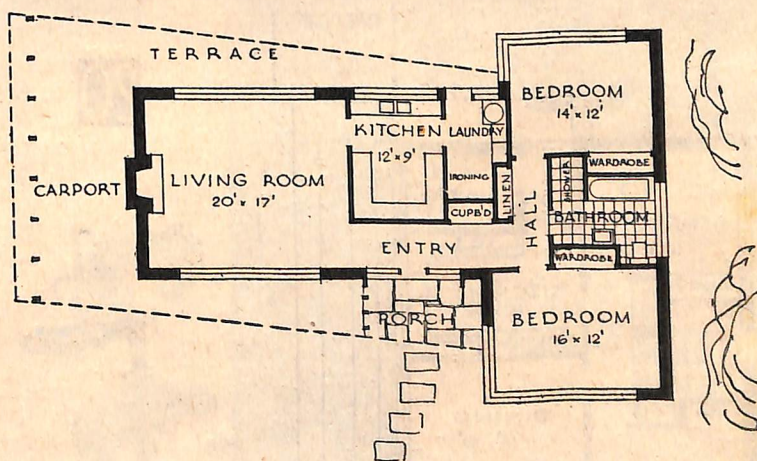 TERRACE
BEDROOM
14' x 12'
KITCHEN
12' x 9'
LAUNDRY
IRONING
CUPB'D
LINEN
HALL
SHOWER
WARDROBE
BATHROOM
WARDROBE
CARPORT
LIVING ROOM
20' x 17'
ENTRY
PORCH
BEDROOM
16' x 12'